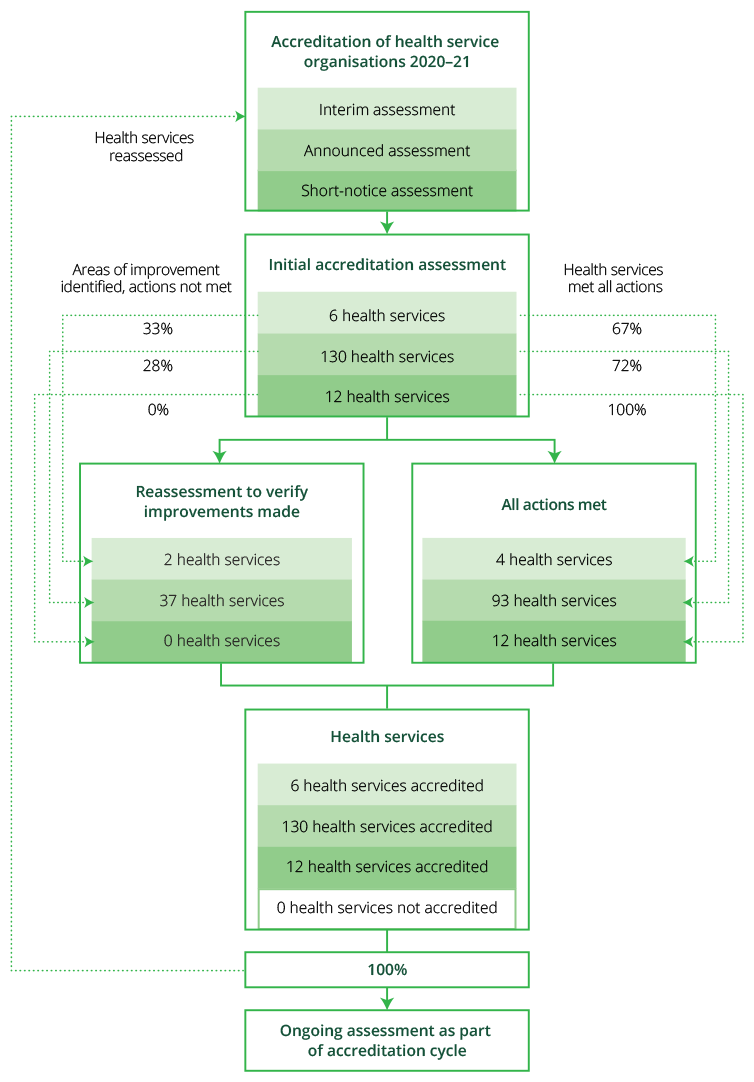 Accreditation of health service
organisations 2020–21
Interim assessment
Announced assessment
Short-notice assessment
Health services
reassessed
Initial accreditation assessment
Areas of improvement
identified, actions not met
Health services
met all actions
6 health services
33%
67%
130 health services
28%
72%
12 health services
0%
100%
Reassessment to verify
improvements made
2 health services
37 health services
0 health services
All actions met
4 health services
93 health services
12 health services
Health services
6 health services accredited
130 health services accredited
12 health services accredited
0 health services not accredited
100%
Ongoing assessment as part
of accreditation cycle